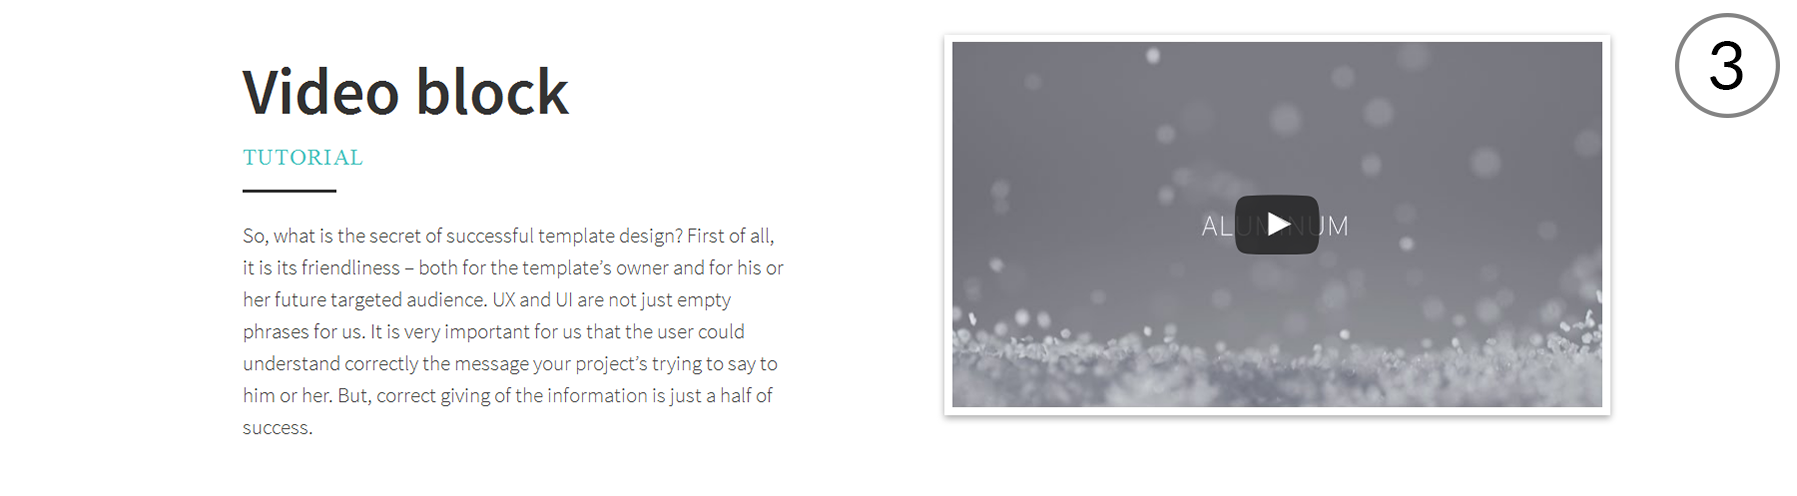 Video block
TUTORIAL
So, what is the secret of successful template design? First of all,
it is its friendliness – both for the template’s owner and for his or
her future targeted audience. UX and UI are not just empty
phrases for us. It is very important for us that the user could
understand correctly the message your project’s trying to say to
him or her. But, correct giving of the information is just a half of
success.
ALUMINUM
3